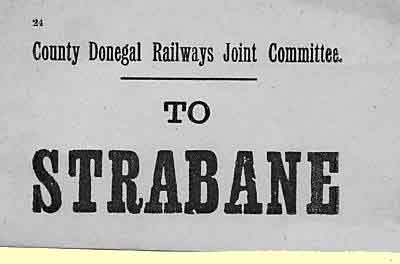 24
County Donegal Railways Joint Committee.
TO
STRABANE